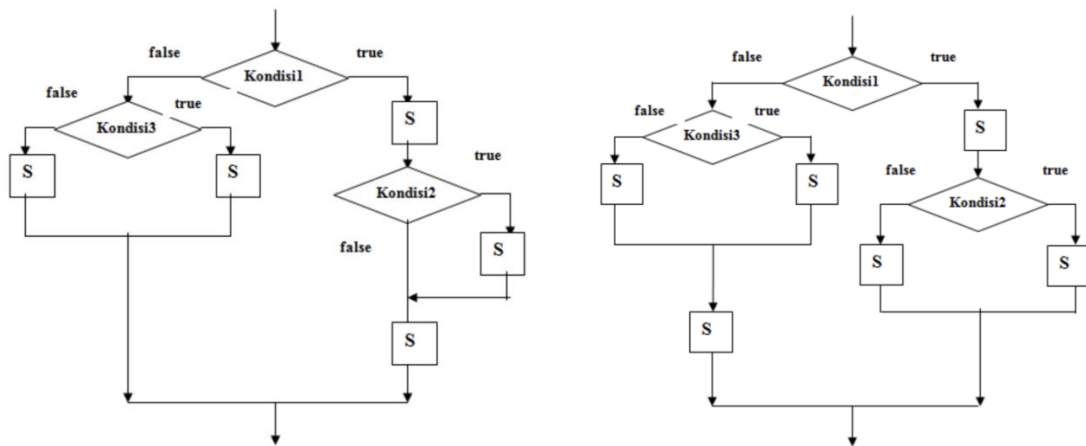 false
true
Kondisi1
false
true
Kondisi3
S
S
S
true
Kondisi2
false
S
S
false
true
Kondisi1
false
true
Kondisi3
S
S
S
false
true
Kondisi2
S
S
S